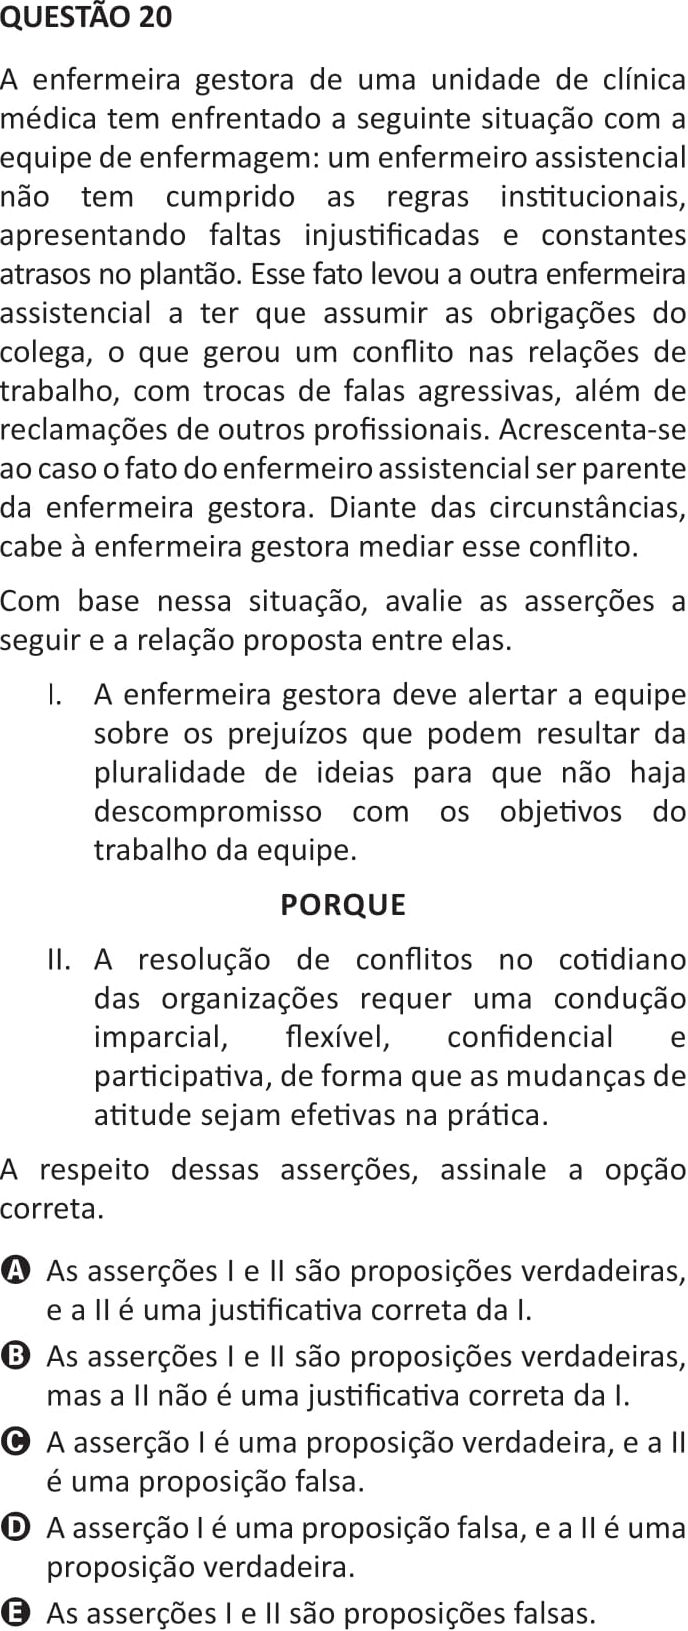 QUESTÃO 20
A enfermeira gestora de uma unidade de clínica
médica tem enfrentado a seguinte situação com a
equipe de enfermagem: um enfermeiro assistencial
não tem cumprido as regras institucionais,
apresentando faltas injustificadas e constantes
atrasos no plantão. Esse fato levou a outra enfermeira
assistencial a ter que assumir as obrigações do
colega, o que gerou um conflito nas relações de
trabalho, com trocas de falas agressivas, além de
reclamações de outros profissionais. Acrescenta-se
ao caso o fato do enfermeiro assistencial ser parente
da enfermeira gestora. Diante das circunstâncias,
cabe à enfermeira gestora mediar esse conflito.
Com base nessa situação, avalie as asserções a
seguir e a relação proposta entre elas.
I. A enfermeira gestora deve alertar a equipe
sobre os prejuízos que podem resultar da
pluralidade de ideias para que não haja
descompromisso com os objetivos do
trabalho da equipe.
PORQUE
II. A resolução de conflitos no cotidiano
das organizações requer uma condução
imparcial, flexível, confidencial e
participativa, de forma que as mudanças de
atitude sejam efetivas na prática.
A respeito dessas asserções, assinale a opção
correta.
A As asserções I e II são proposições verdadeiras,
e a II é uma justificativa correta da I.
B As asserções I e II são proposições verdadeiras,
mas a II não é uma justificativa correta da I.
C A asserção I é uma proposição verdadeira, e a II
é uma proposição falsa.
D A asserção I é uma proposição falsa, e a II é uma
proposição verdadeira.
E As asserções I e II são proposições falsas.